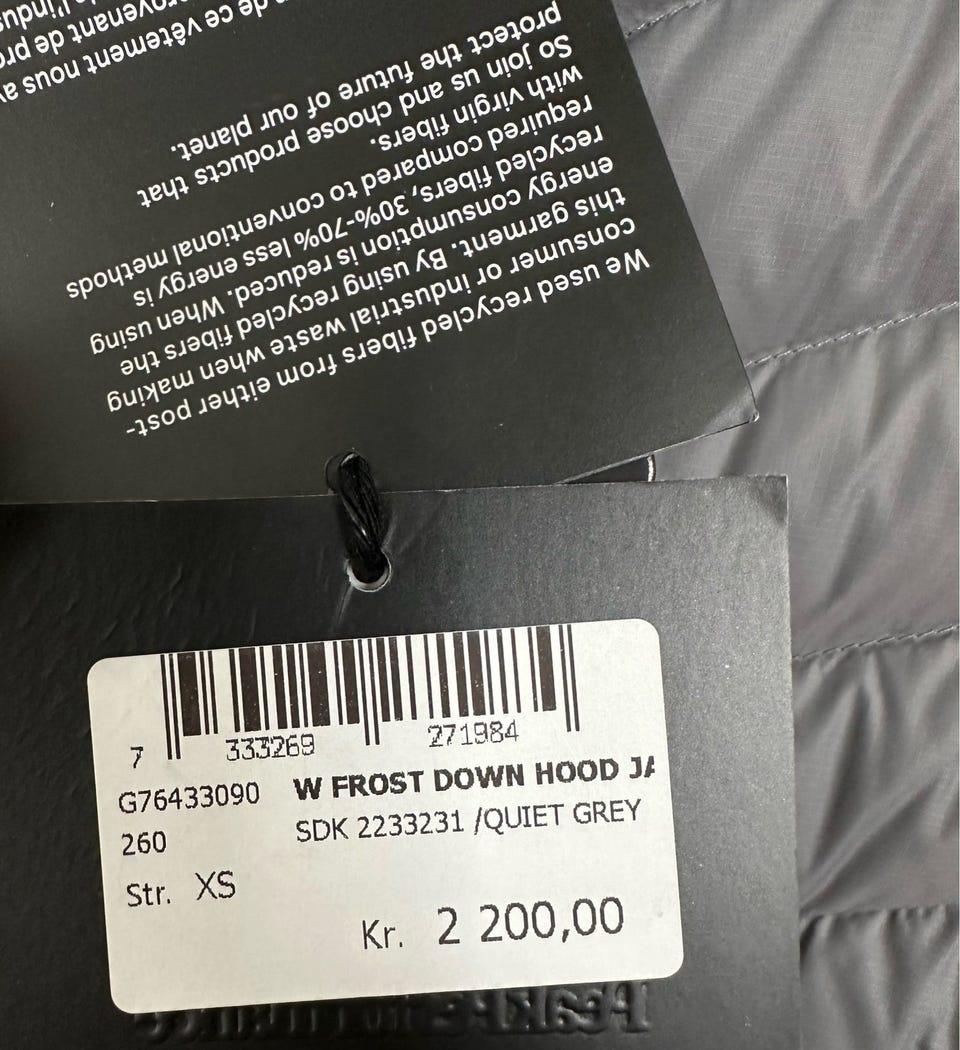 We used recycled fibers from either post-
consumer or industrial waste when making
this garment. By using recycled fibers the
energy consumption is reduced. When using
recycled fibers, 30%-70% less energy is
required compared to conventional methods
with virgin fibers.
So join us and choose products that
protect the future of our planet.
de ce vêtement nous
provenant de
7 333269 271984
G76433090 W FROST DOWN HOOD JA
260 SDK 2233231 /QUIET GREY
Str. XS
Kr. 2 200,00
Peak Performance